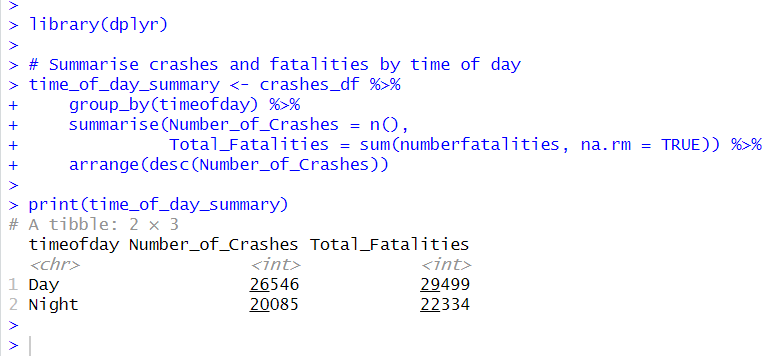 >
> library(dplyr)
>
> # Summarise crashes and fatalities by time of day
> time_of_day_summary <- crashes_df %>%
+     group_by(timeofday) %>%
+     summarise(Number_of_Crashes = n(),
+               Total_Fatalities = sum(numberfatalities, na.rm = TRUE)) %>%
+     arrange(desc(Number_of_Crashes))
>
> print(time_of_day_summary)
# A tibble: 2 × 3
  timeofday Number_of_Crashes Total_Fatalities
  <chr>                 <int>            <int>
1 Day                   26546            29499
2 Night                 20085            22334
>
>